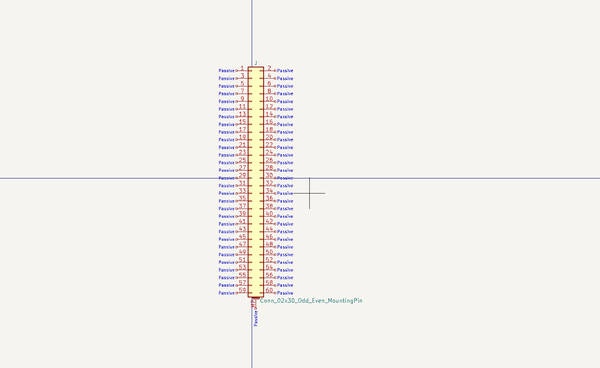 J
Passive 1 2 Passive
Passive 3 4 Passive
Passive 5 6 Passive
Passive 7 8 Passive
Passive 9 10 Passive
Passive 11 12 Passive
Passive 13 14 Passive
Passive 15 16 Passive
Passive 17 18 Passive
Passive 19 20 Passive
Passive 21 22 Passive
Passive 23 24 Passive
Passive 25 26 Passive
Passive 27 28 Passive
Passive 29 30 Passive
Passive 31 32 Passive
Passive 33 34 Passive
Passive 35 36 Passive
Passive 37 38 Passive
Passive 39 40 Passive
Passive 41 42 Passive
Passive 43 44 Passive
Passive 45 46 Passive
Passive 47 48 Passive
Passive 49 50 Passive
Passive 51 52 Passive
Passive 53 54 Passive
Passive 55 56 Passive
Passive 57 58 Passive
Passive 59 60 Passive
Conn_02x30_Odd_Even_MountingPin
Passive